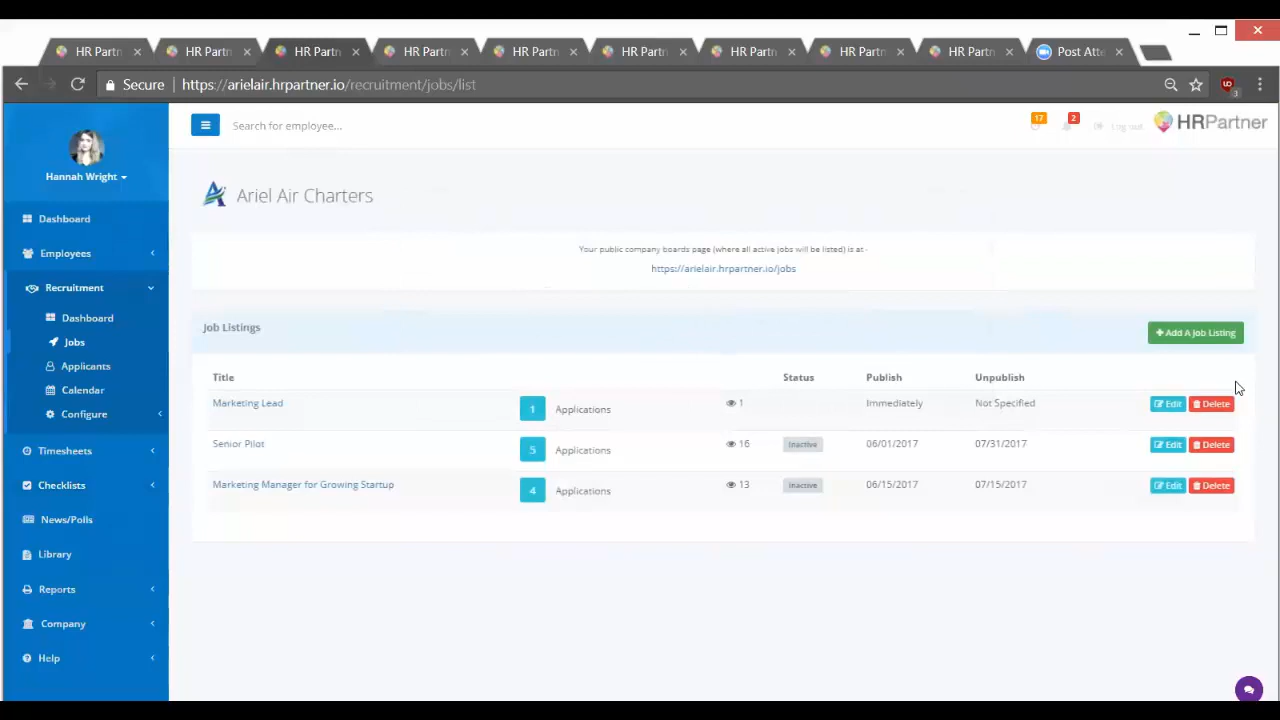 HR Partn HR Partn HR Partn HR Partn HR Partn HR Partn HR Partn HR Partn HR Partn Post Atte
Secure https://arielair.hrpartner.io/recruitment/jobs/list
3
Hannah Wright
Dashboard
Employees
Recruitment
Dashboard
Jobs
Applicants
Calendar
Configure
Timesheets
Checklists
News/Polls
Library
Reports
Company
Help
Search for employee...
17
2
Log out
HRPartner
Ariel Air Charters
Your public company boards page (where all active jobs will be listed) is at -
https://arielair.hrpartner.io/jobs
Job Listings
Add A Job Listing
Title Status Publish Unpublish
Marketing Lead 1 Applications 1 Immediately Not Specified Edit Delete
Senior Pilot 5 Applications 16 Inactive 06/01/2017 07/31/2017 Edit Delete
Marketing Manager for Growing Startup 4 Applications 13 Inactive 06/15/2017 07/15/2017 Edit Delete